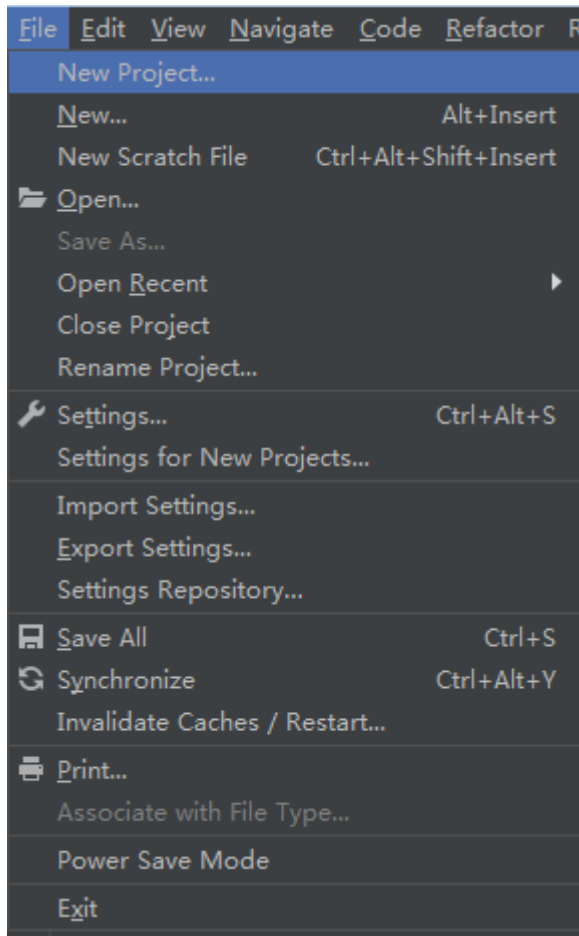 File Edit View Navigate Code Refactor
New Project...
New... Alt+Insert
New Scratch File Ctrl+Alt+Shift+Insert
Open...
Save As...
Open Recent
Close Project
Rename Project...
Settings... Ctrl+Alt+S
Settings for New Projects...
Import Settings...
Export Settings...
Settings Repository...
Save All Ctrl+S
Synchronize Ctrl+Alt+Y
Invalidate Caches / Restart...
Print...
Associate with File Type...
Power Save Mode
Exit